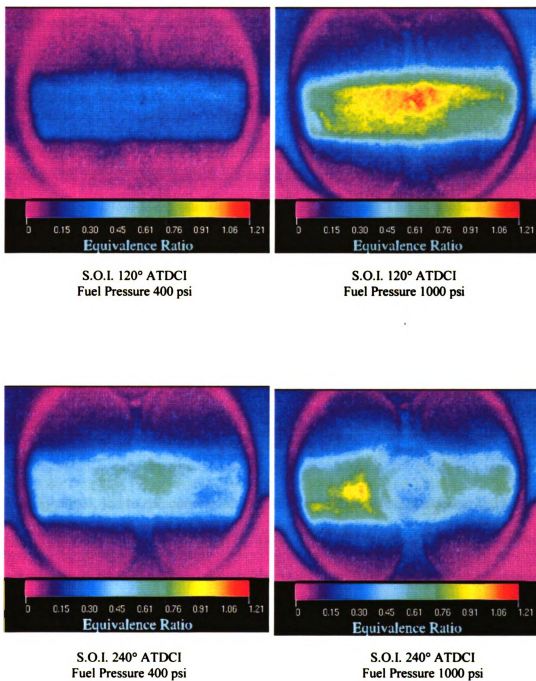 0 0.15 0.30 0.45 0.61 0.76 0.91 1.06 1.21
Equivalence Ratio
0 0.15 0.30 0.45 0.61 0.76 0.91 1.06 1.21
Equivalence Ratio
S.O.I. 120° ATDCI
Fuel Pressure 400 psi
S.O.I. 120° ATDCI
Fuel Pressure 1000 psi
0 0.15 0.30 0.45 0.61 0.76 0.91 1.06 1.21
Equivalence Ratio
0 0.15 0.30 0.45 0.61 0.76 0.91 1.06 1.21
Equivalence Ratio
S.O.I. 240° ATDCI
Fuel Pressure 400 psi
S.O.I. 240° ATDCI
Fuel Pressure 1000 psi